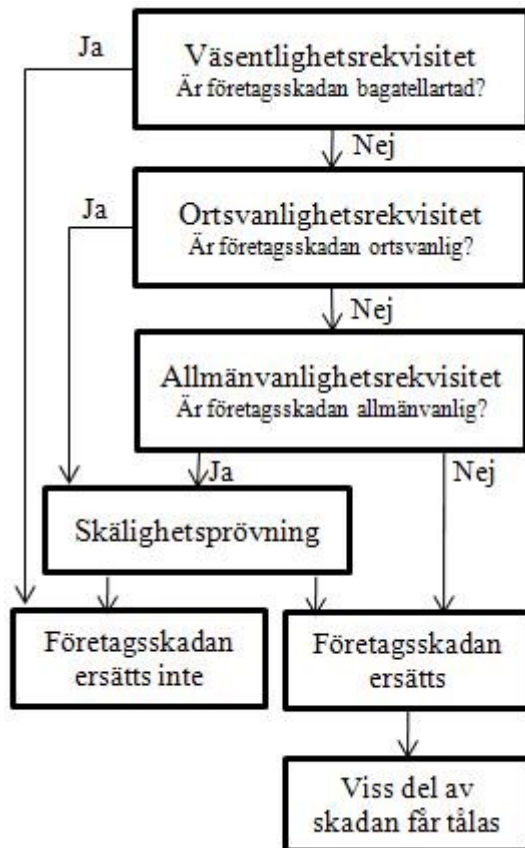 Ja
Väsentlighetsrekvisitet
Är företagsskadan bagatellartad?
Nej
Ja
Ortsvanlighetsrekvisitet
Är företagsskadan ortsvanlig?
Nej
Allmänvanlighetsrekvisitet
Är företagsskadan allmänvanlig?
Ja
Nej
Skälighetsprövning
Företagsskadan
ersätts inte
Företagsskadan
ersätts
Viss del av
skadan får tålas